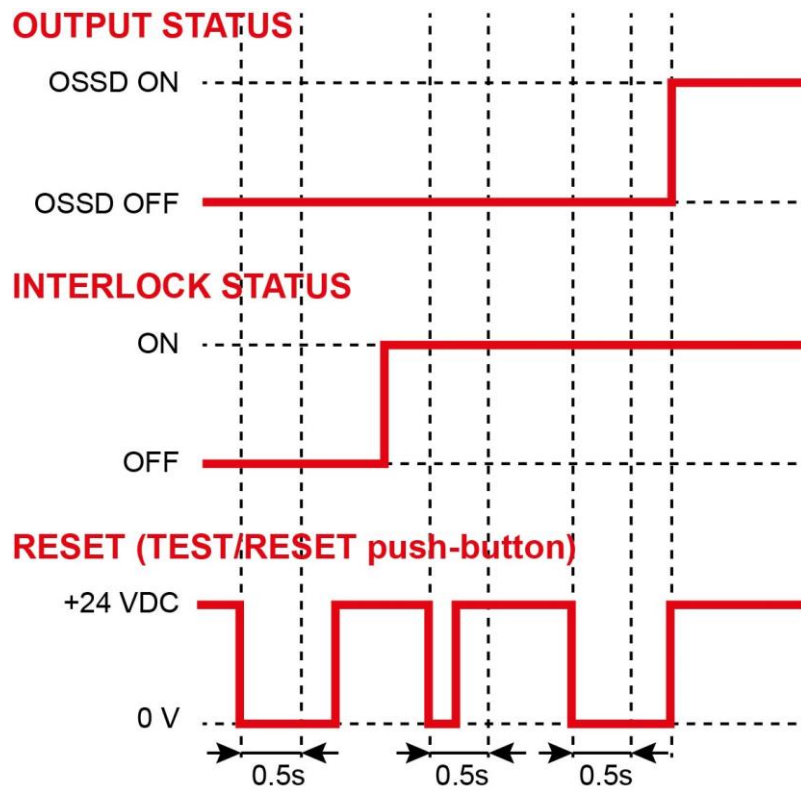 OUTPUT STATUS
OSSD ON
OSSD OFF
INTERLOCK STATUS
ON
OFF
RESET (TEST/RESET push-button)
+24 VDC
0 V
0.5s 0.5s 0.5s